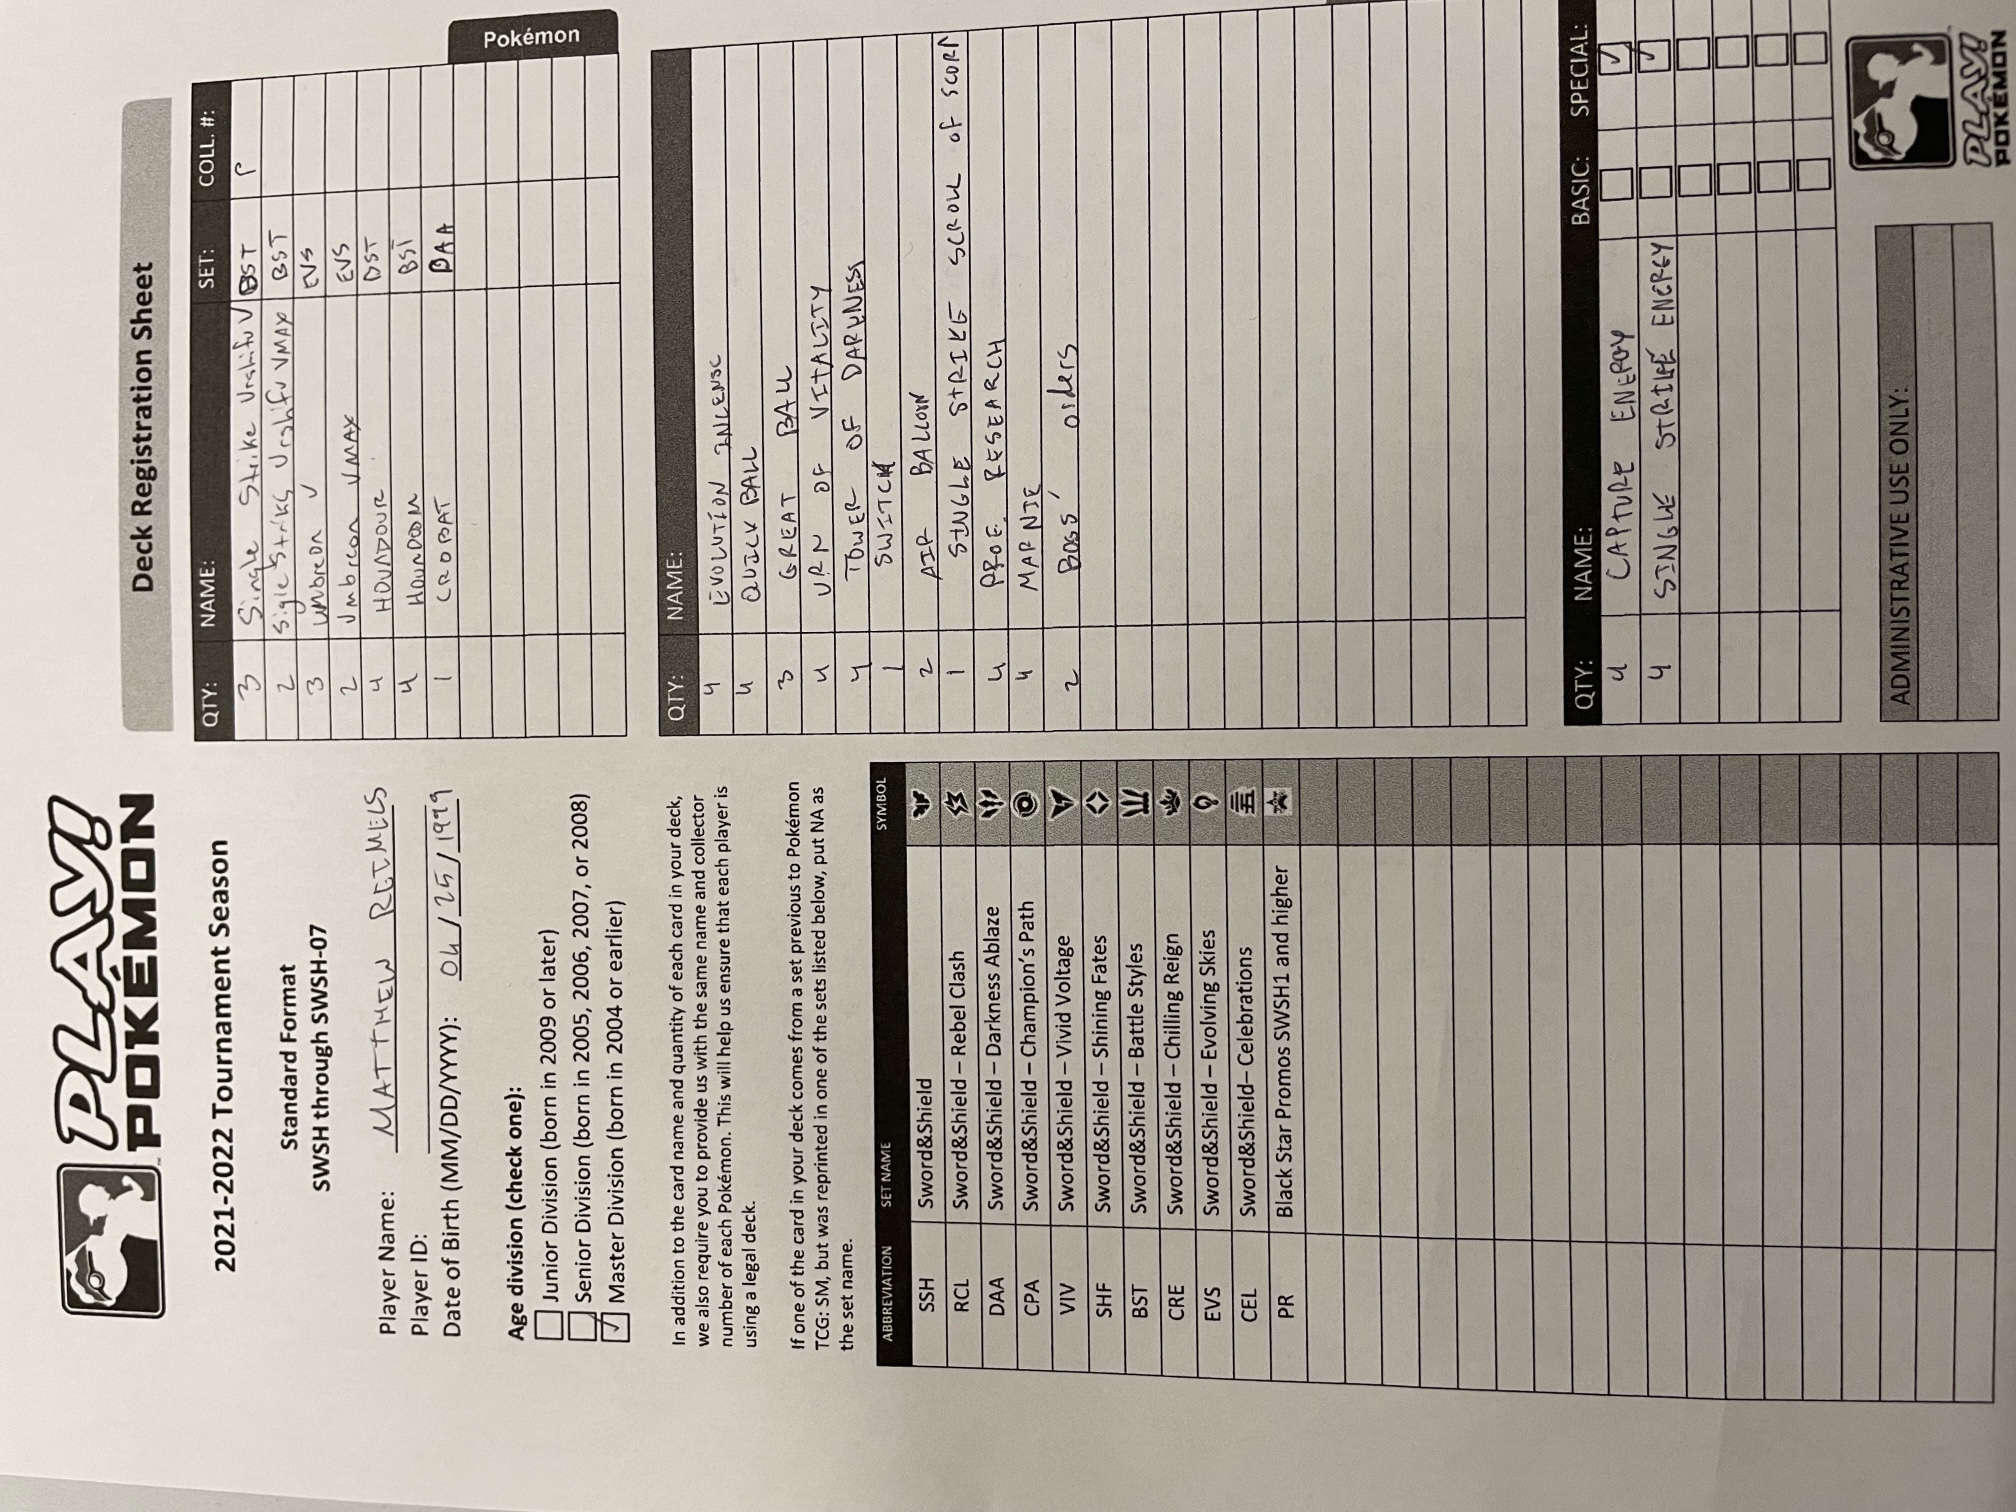 PLAY!
POKÉMON
2021-2022 Tournament Season
Standard Format
SWSH through SWSH-07
Player Name: MATTHEW REIMELS
Player ID:
Date of Birth (MM/DD/YYYY): 04/25/1999
Age division (check one):
Junior Division (born in 2009 or later)
Senior Division (born in 2005, 2006, 2007, or 2008)
✓ Master Division (born in 2004 or earlier)
In addition to the card name and quantity of each card in your deck,
we also require you to provide us with the same name and collector
number of each Pokémon. This will help us ensure that each player is
using a legal deck.
If one of the card in your deck comes from a set previous to Pokémon
TCG: SM, but was reprinted in one of the sets listed below, put NA as
the set name.
ABBREVIATION SET NAME SYMBOL
SSH Sword&Shield
RCL Sword&Shield – Rebel Clash
DAA Sword&Shield – Darkness Ablaze
CPA Sword&Shield – Champion's Path
VIV Sword&Shield – Vivid Voltage
SHF Sword&Shield – Shining Fates
BST Sword&Shield – Battle Styles
CRE Sword&Shield – Chilling Reign
EVS Sword&Shield – Evolving Skies
CEL Sword&Shield– Celebrations
PR Black Star Promos SWSH1 and higher
Deck Registration Sheet
QTY: NAME: SET: COLL. #:
3 Single Strike Urshifu V BST
2 Sigle Strike Urshifu VMAX BST
3 Umbreon V EVS
2 Umbreon VMAX EVS
4 HOUNDOUR BST
4 HOUNDOOM BST
1 CROBAT DAA
Pokémon
QTY: NAME:
4 EVOLUTION INCENSE
4 QUICK BALL
3 GREAT BALL
4 URN OF VITALITY
4 TOWER OF DARKNESS
1 SWITCH
2 AIR BALLOON
1 SINGLE STRIKE SCROLL OF SCORN
4 PROF. RESEARCH
4 MARNIE
2 BOSS' orders
QTY: NAME: BASIC: SPECIAL:
4 CAPTURE ENERGY ✓
4 SINGLE STRIKE ENERGY ✓
ADMINISTRATIVE USE ONLY:
PLAY!
POKÉMON